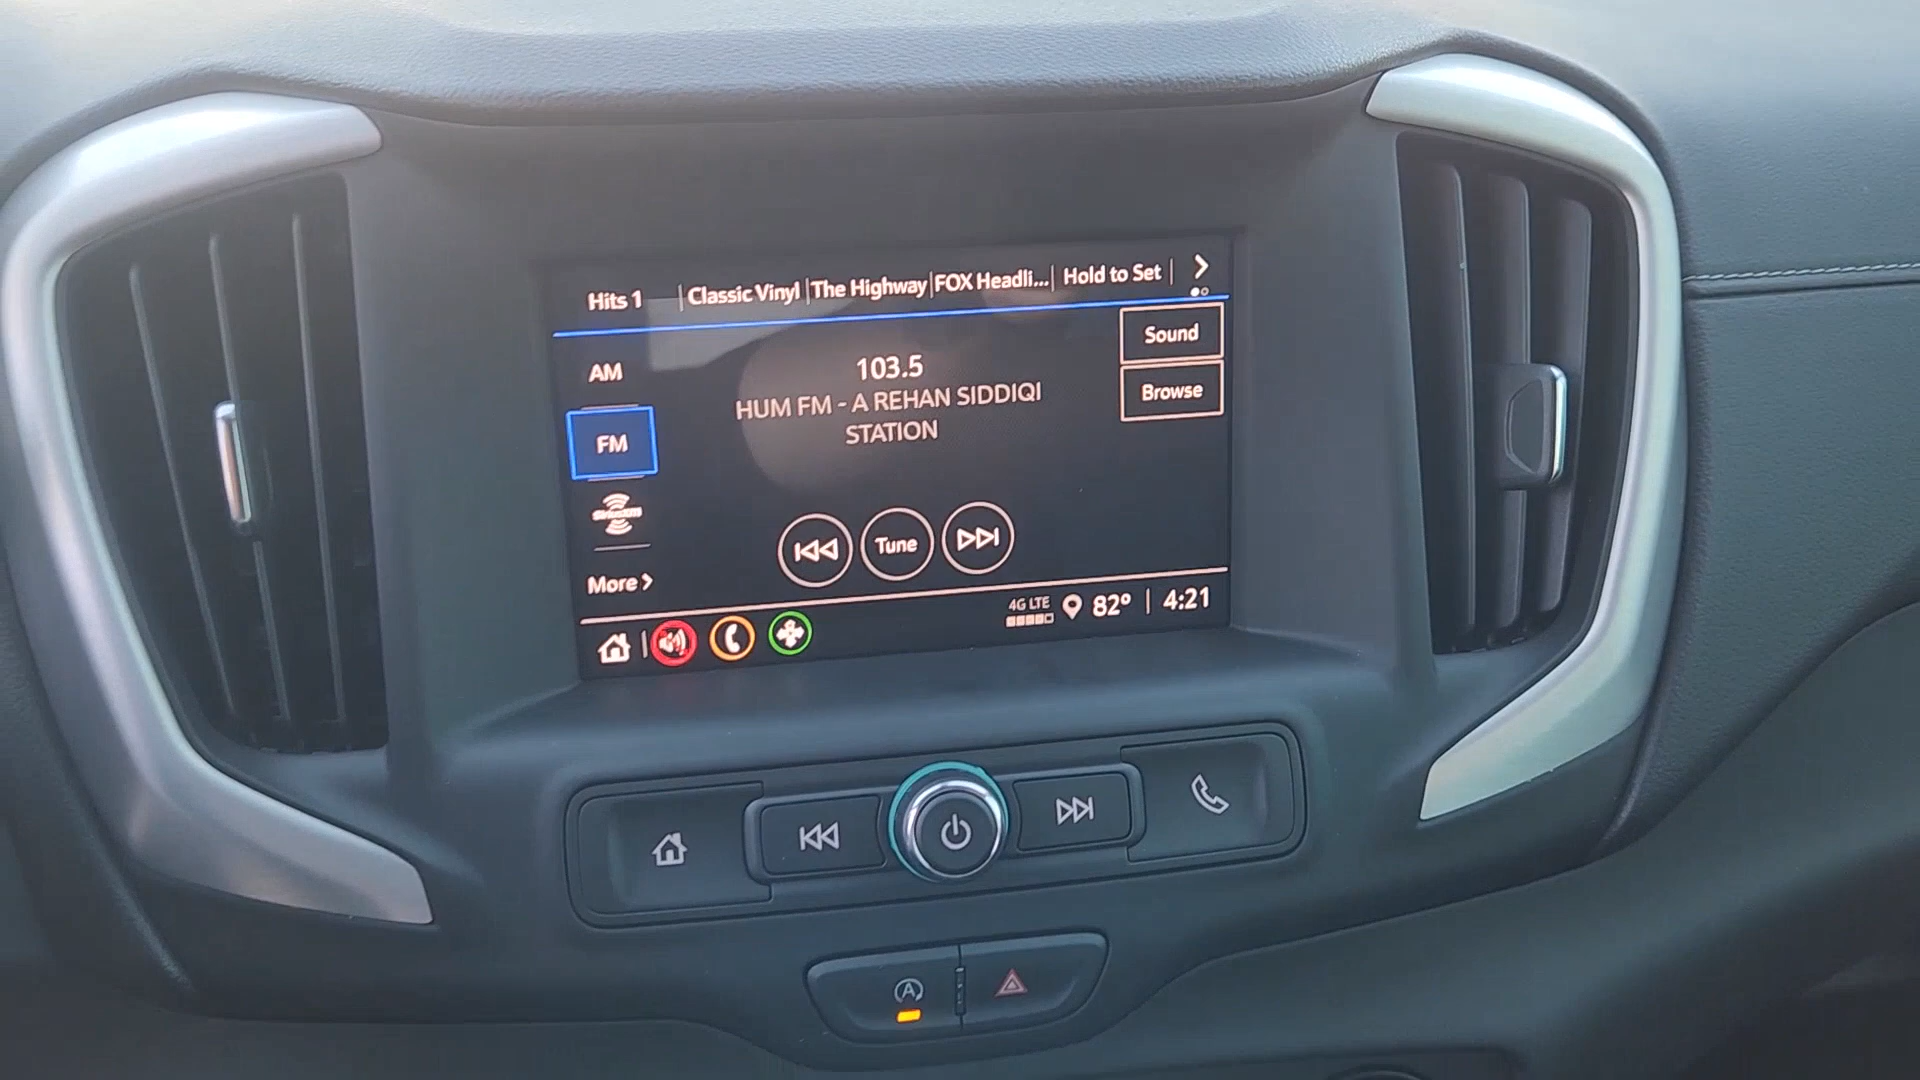 Hits 1 Classic Vinyl The Highway FOX Headli... Hold to Set
AM
FM
SiriusXM
More
103.5
HUM FM - A REHAN SIDDIQI
STATION
Sound
Browse
Tune
4G LTE 82° 4:21
A